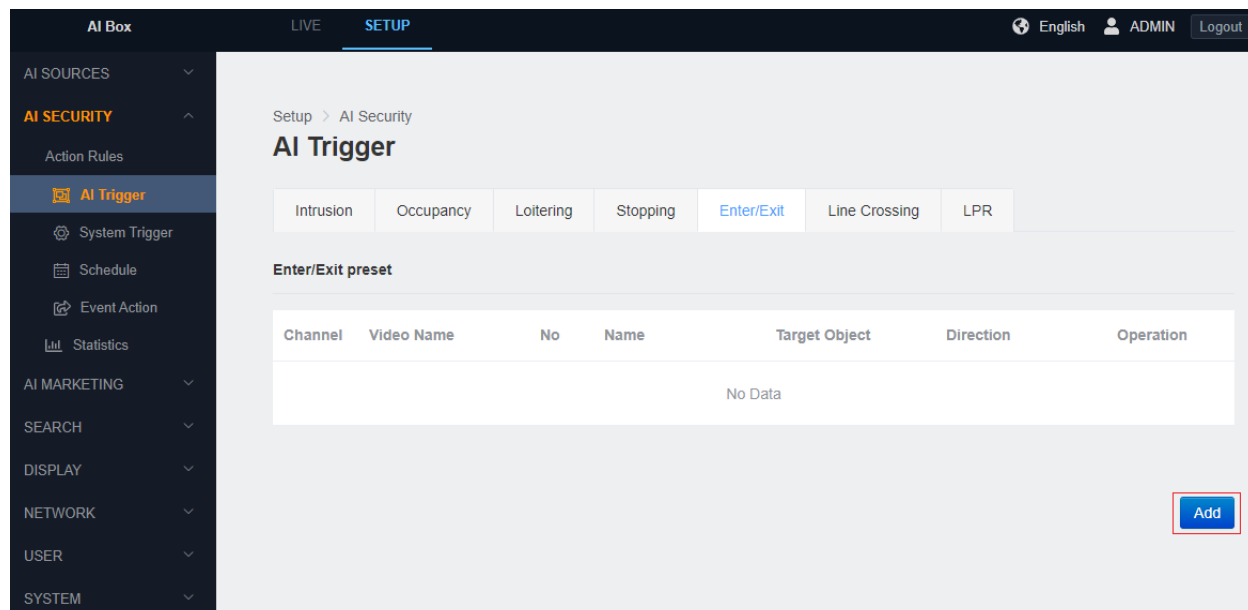 AI Box LIVE SETUP English ADMIN Logout
AI SOURCES
AI SECURITY
Action Rules
AI Trigger
System Trigger
Schedule
Event Action
Statistics
AI MARKETING
SEARCH
DISPLAY
NETWORK
USER
SYSTEM
Setup > AI Security
AI Trigger
Intrusion Occupancy Loitering Stopping Enter/Exit Line Crossing LPR
Enter/Exit preset
Channel Video Name No Name Target Object Direction Operation
No Data
Add